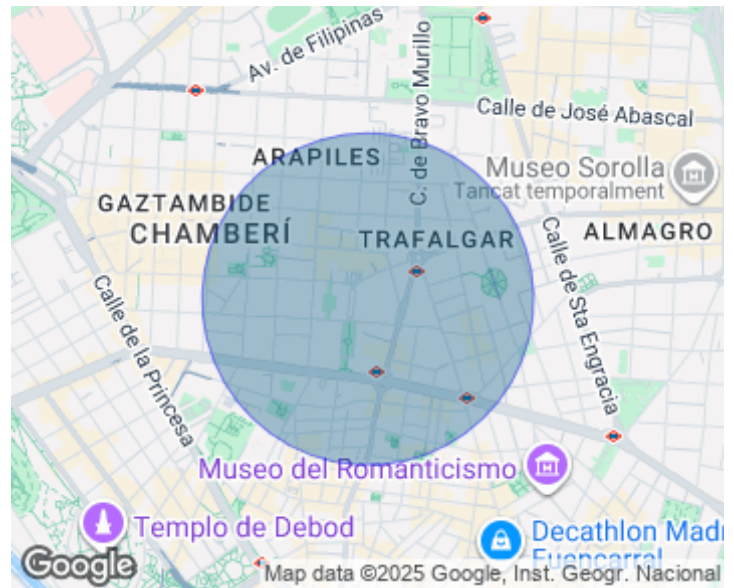 Av. de Filipinas
C. de Bravo Murillo
Calle de José Abascal
ARAPILES
Museo Sorolla
Tancat temporalment
GAZTAMBIDE
CHAMBERÍ
TRAFALGAR
ALMAGRO
Calle de Sta Engracia
Calle de la Princesa
Museo del Romanticismo
Templo de Debod
Decathlon Madr
Fuencarral
Google
Map data ©2025 Google, Inst. Geogr. Nacional